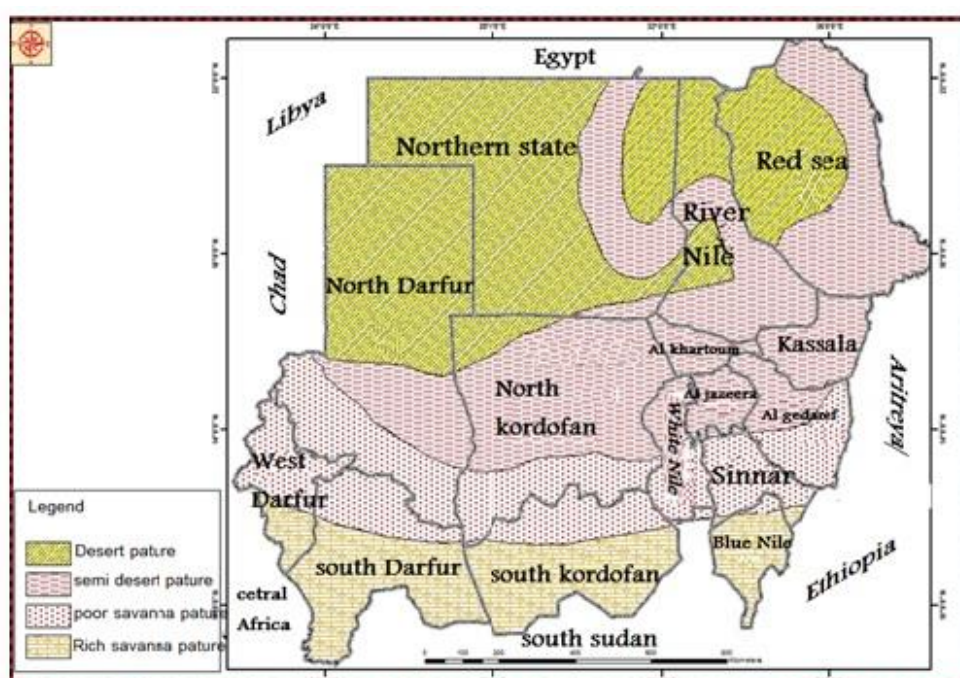 Egypt
Libya
Northern state
Red sea
River
Nile
North Darfur
Chad
Al khartoum
Kassala
North
kordofan
Al jazeera
Al gedaref
White Nile
Aritreya/
West
Darfur
Sinnar
Blue Nile
Ethiopia
south Darfur
south kordofan
cetral
Africa
south sudan
Legend
Desert pature
semi desert pature
poor savanna pature
Rich savanna pature